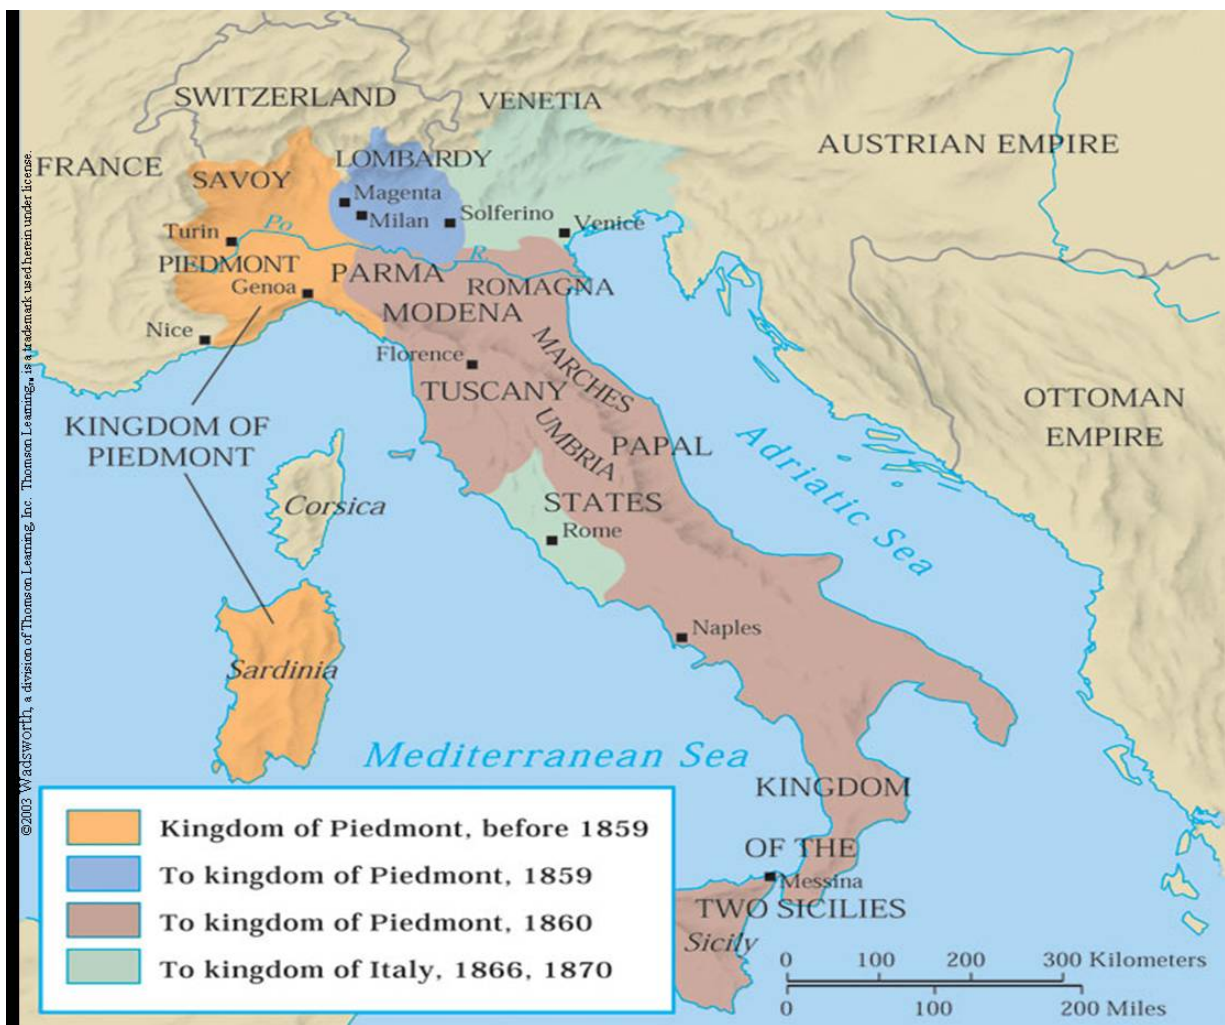 SWITZERLAND
VENETIA
AUSTRIAN EMPIRE
FRANCE
LOMBARDY
SAVOY
Magenta
Milan
Solferino
Venice
Turin
Po
R.
PIEDMONT
PARMA
ROMAGNA
Genoa
MODENA
Nice
Florence
MARCHES
TUSCANY
OTTOMAN
EMPIRE
KINGDOM OF
PIEDMONT
UMBRIA
PAPAL
STATES
Adriatic Sea
Corsica
Rome
Naples
Sardinia
Mediterranean Sea
KINGDOM
OF THE
Messina
TWO SICILIES
Sicily
Kingdom of Piedmont, before 1859
To kingdom of Piedmont, 1859
To kingdom of Piedmont, 1860
To kingdom of Italy, 1866, 1870
0 100 200 300 Kilometers
0 100 200 Miles
©2003 Wadsworth, a division of Thomson Learning, Inc. Thomson Learning™ is a trademark used herein under license.